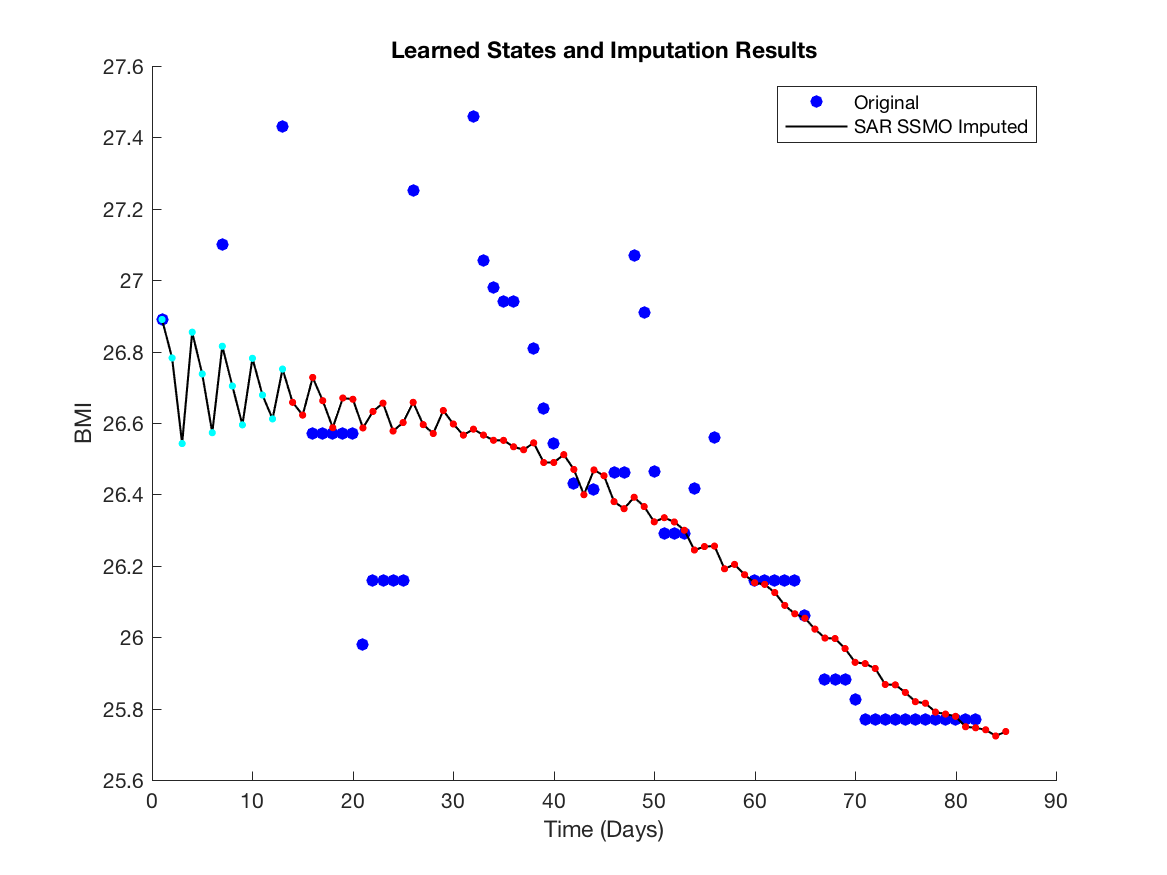 Learned States and Imputation Results
27.6
27.4
27.2
27
26.8
26.6
26.4
26.2
26
25.8
25.6
BMI
Original
SAR SSMO Imputed
0 10 20 30 40 50 60 70 80 90
Time (Days)